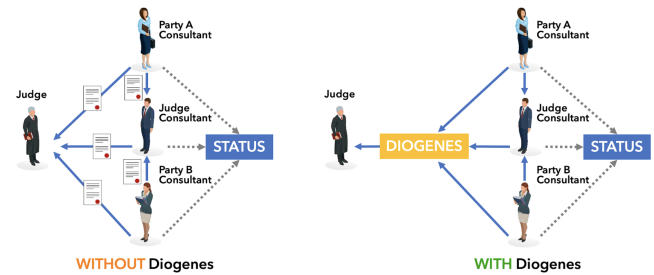 Party A
Consultant
Judge
Judge
Consultant
STATUS
Party B
Consultant
WITHOUT Diogenes
Party A
Consultant
Judge
Judge
Consultant
DIOGENES
STATUS
Party B
Consultant
WITH Diogenes